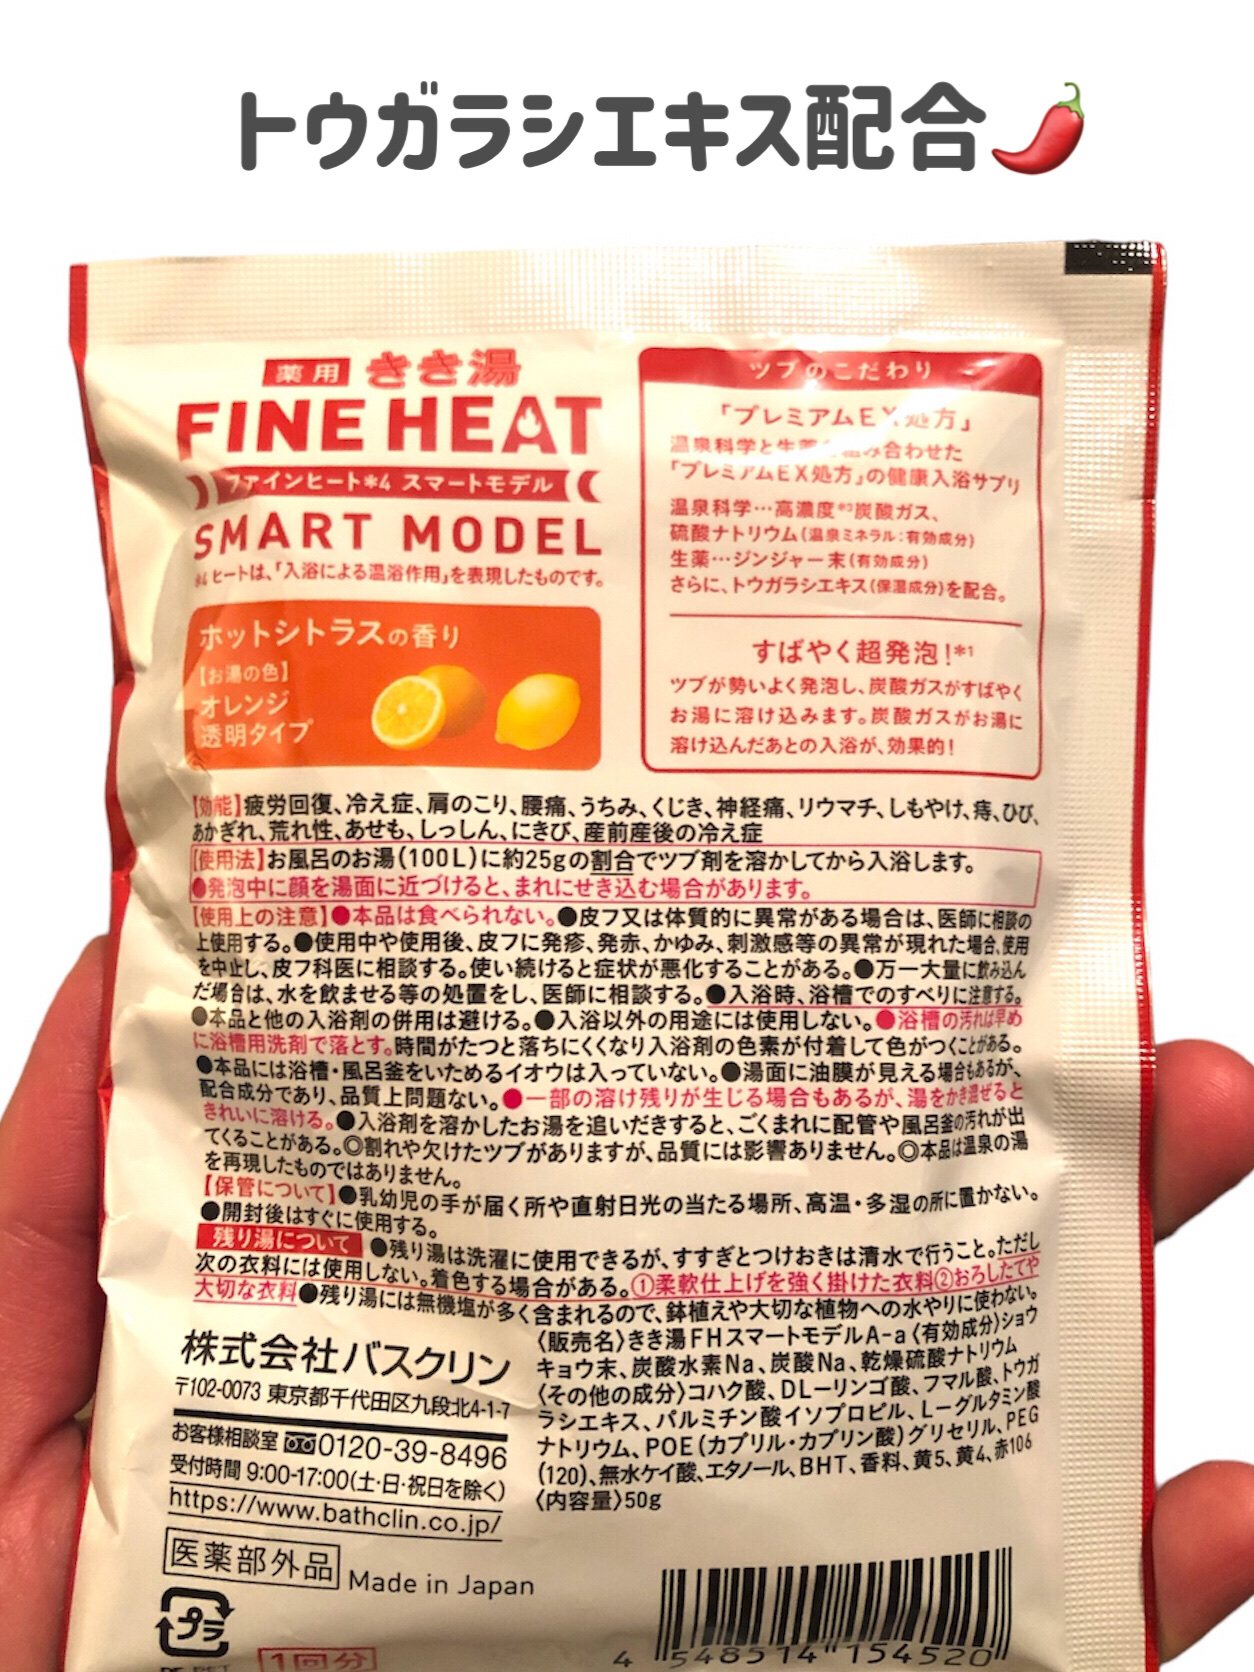 トウガラシエキス配合🌶️
薬用 きき湯
FINE HEAT
ファインヒート*4 スマートモデル
SMART MODEL
*4 ヒートは、「入浴による温浴作用」を表現したものです。
ホットシトラスの香り
【お湯の色】
オレンジ
透明タイプ
ツブのこだわり
「プレミアムEX処方」
温泉科学と生薬を組み合わせた
「プレミアムEX処方」の健康入浴サプリ
温泉科学…高濃度*3炭酸ガス、
硫酸ナトリウム(温泉ミネラル:有効成分)
生薬…ジンジャー末(有効成分)
さらに、トウガラシエキス(保温成分)を配合。
すばやく超発泡!*1
ツブが勢いよく発泡し、炭酸ガスがすばやく
お湯に溶け込みます。炭酸ガスがお湯に
溶け込んだあとの入浴が、効果的!
【効能】疲労回復、冷え症、肩のこり、腰痛、うちみ、くじき、神経痛、リウマチ、しもやけ、痔、ひび、
あかぎれ、荒れ性、あせも、しっしん、にきび、産前産後の冷え症
【使用法】お風呂のお湯(100L)に約25gの割合でツブ剤を溶かしてから入浴します。
●発泡中に顔を湯面に近づけると、まれにせき込む場合があります。
【使用上の注意】●本品は食べられない。●皮フ又は体質的に異常がある場合は、医師に相談の
上使用する。●使用中や使用後、皮フに発疹、発赤、かゆみ、刺激感等の異常が現れた場合、使用
を中止し、皮フ科医に相談する。使い続けると症状が悪化することがある。●万一大量に飲み込ん
だ場合は、水を飲ませる等の処置をし、医師に相談する。●入浴時、浴槽でのすべりに注意する。
●本品と他の入浴剤の併用は避ける。●入浴以外の用途には使用しない。●浴槽の汚れは早め
に浴槽用洗剤で落とす。時間がたつと落ちにくくなり入浴剤の色素が付着して色がつくことがある。
●本品には浴槽・風呂釜をいためるイオウは入っていない。●湯面に油膜が見える場合もあるが、
配合成分であり、品質上問題ない。●一部の溶け残りが生じる場合もあるが、湯をかき混ぜると
きれいに溶ける。●入浴剤を溶かしたお湯を追いだきすると、ごくまれに配管や風呂釜の汚れが出
てくることがある。◎割れや欠けたツブがありますが、品質には影響ありません。◎本品は温泉の湯
を再現したものではありません。
【保管について】●乳幼児の手が届く所や直射日光の当たる場所、高温・多湿の所に置かない。
●開封後はすぐに使用する。
残り湯について ●残り湯は洗濯に使用できるが、すすぎとつけおきは清水で行うこと。ただし
次の衣料には使用しない。着色する場合がある。①柔軟仕上げを強く掛けた衣料②おろしたてや
大切な衣料●残り湯には無機塩が多く含まれるので、鉢植えや大切な植物への水やりに使わない。
〈販売名〉きき湯FHスマートモデルA-a〈有効成分〉ショウ
キョウ末、炭酸水素Na、炭酸Na、乾燥硫酸ナトリウム
〈その他の成分〉コハク酸、DL-リンゴ酸、フマル酸、トウガ
ラシエキス、パルミチン酸イソプロピル、L-グルタミン酸
ナトリウム、POE(カプリル・カプリン酸)グリセリル、PEG
(120)、無水ケイ酸、エタノール、BHT、香料、黄5、黄4、赤106
〈内容量〉50g
株式会社バスクリン
〒102-0073 東京都千代田区九段北4-1-7
お客様相談室 0120-39-8496
受付時間 9:00-17:00(土・日・祝日を除く)
https://www.bathclin.co.jp/
医薬部外品 Made in Japan
プラ
1回分
4 548514 154520